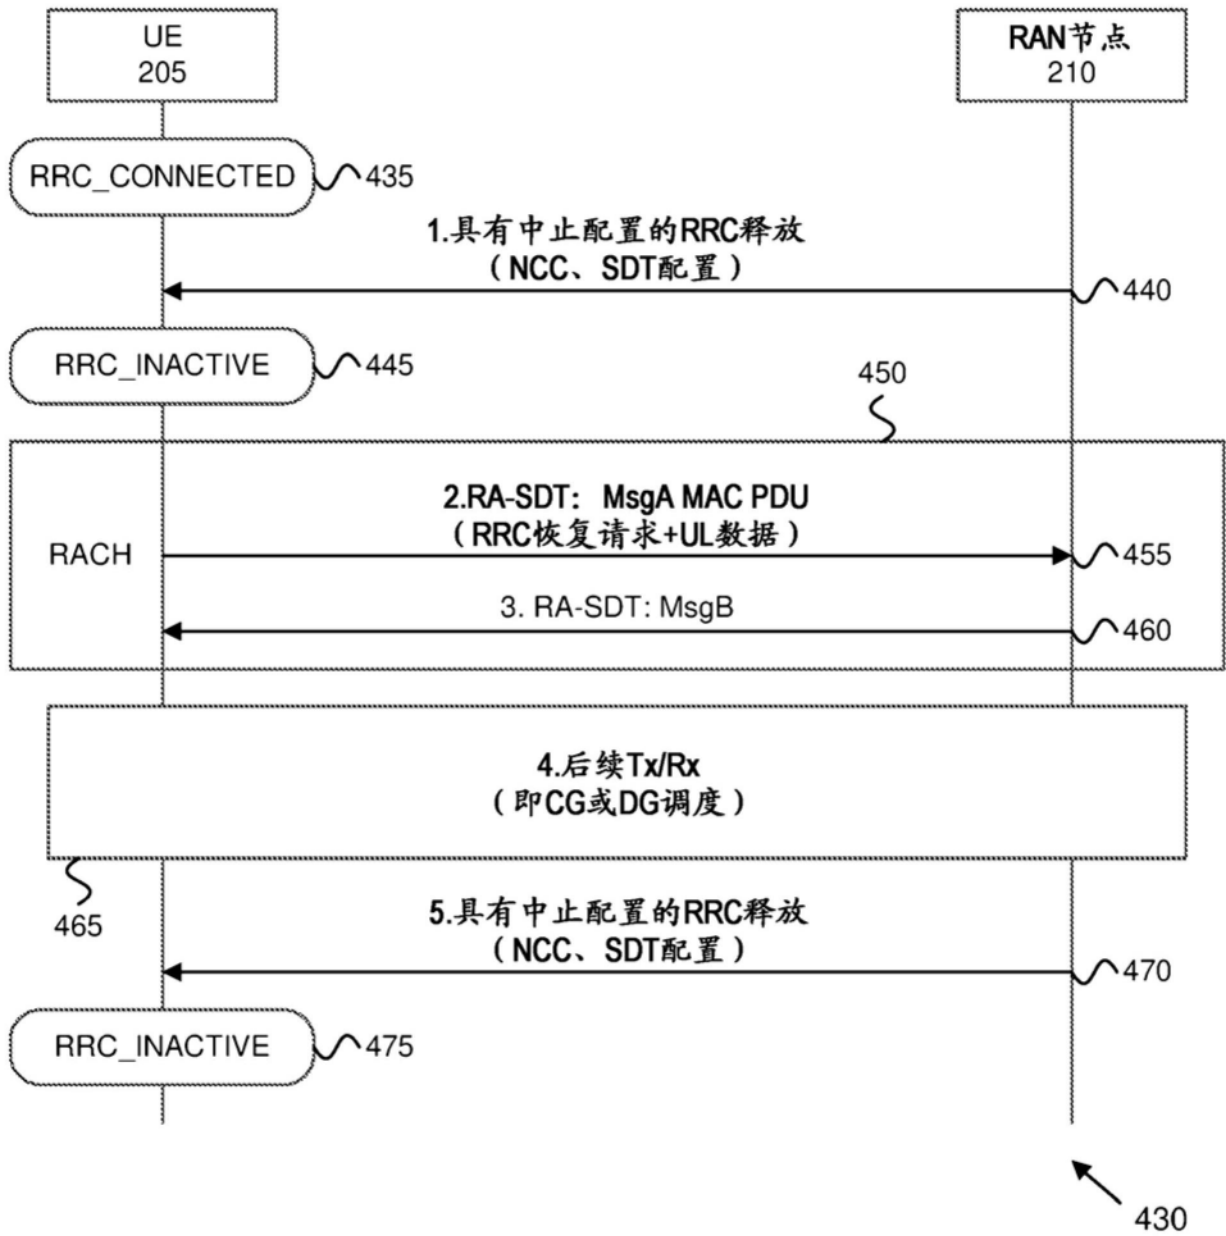 UE
205
RAN节点
210
RRC_CONNECTED
435
1.具有中止配置的RRC释放
（NCC、SDT配置）
440
RRC_INACTIVE
445
450
2.RA-SDT: MsgA MAC PDU
（RRC恢复请求+UL数据）
RACH
455
3. RA-SDT: MsgB
460
4.后续Tx/Rx
（即CG或DG调度）
465
5.具有中止配置的RRC释放
（NCC、SDT配置）
470
RRC_INACTIVE
475
430